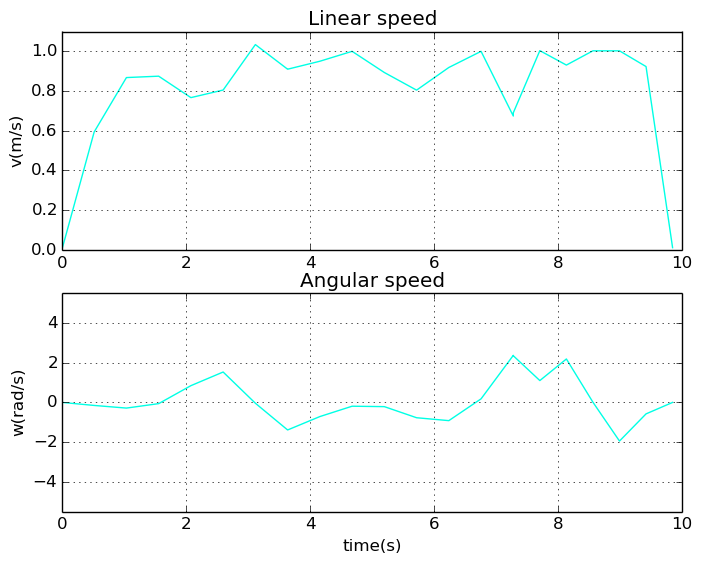 Linear speed
v(m/s)
1.0
0.8
0.6
0.4
0.2
0.0
0 2 4 6 8 10
Angular speed
w(rad/s)
4
2
0
−2
−4
0 2 4 6 8 10
time(s)